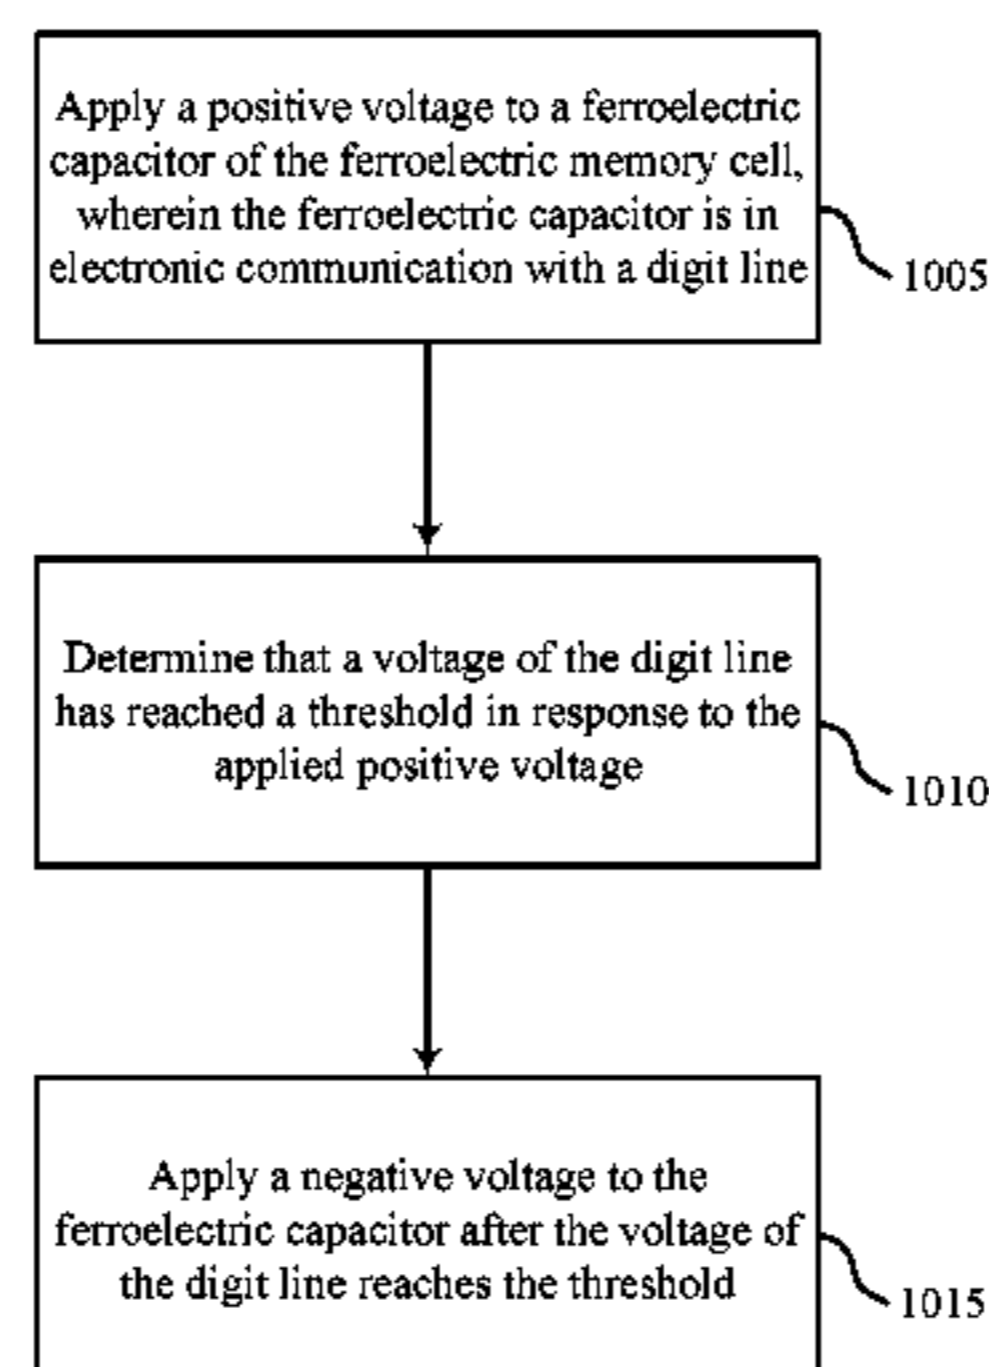 Apply a positive voltage to a ferroelectric
capacitor of the ferroelectric memory cell,
wherein the ferroelectric capacitor is in
electronic communication with a digit line
1005
Determine that a voltage of the digit line
has reached a threshold in response to the
applied positive voltage
1010
Apply a negative voltage to the
ferroelectric capacitor after the voltage of
the digit line reaches the threshold
1015